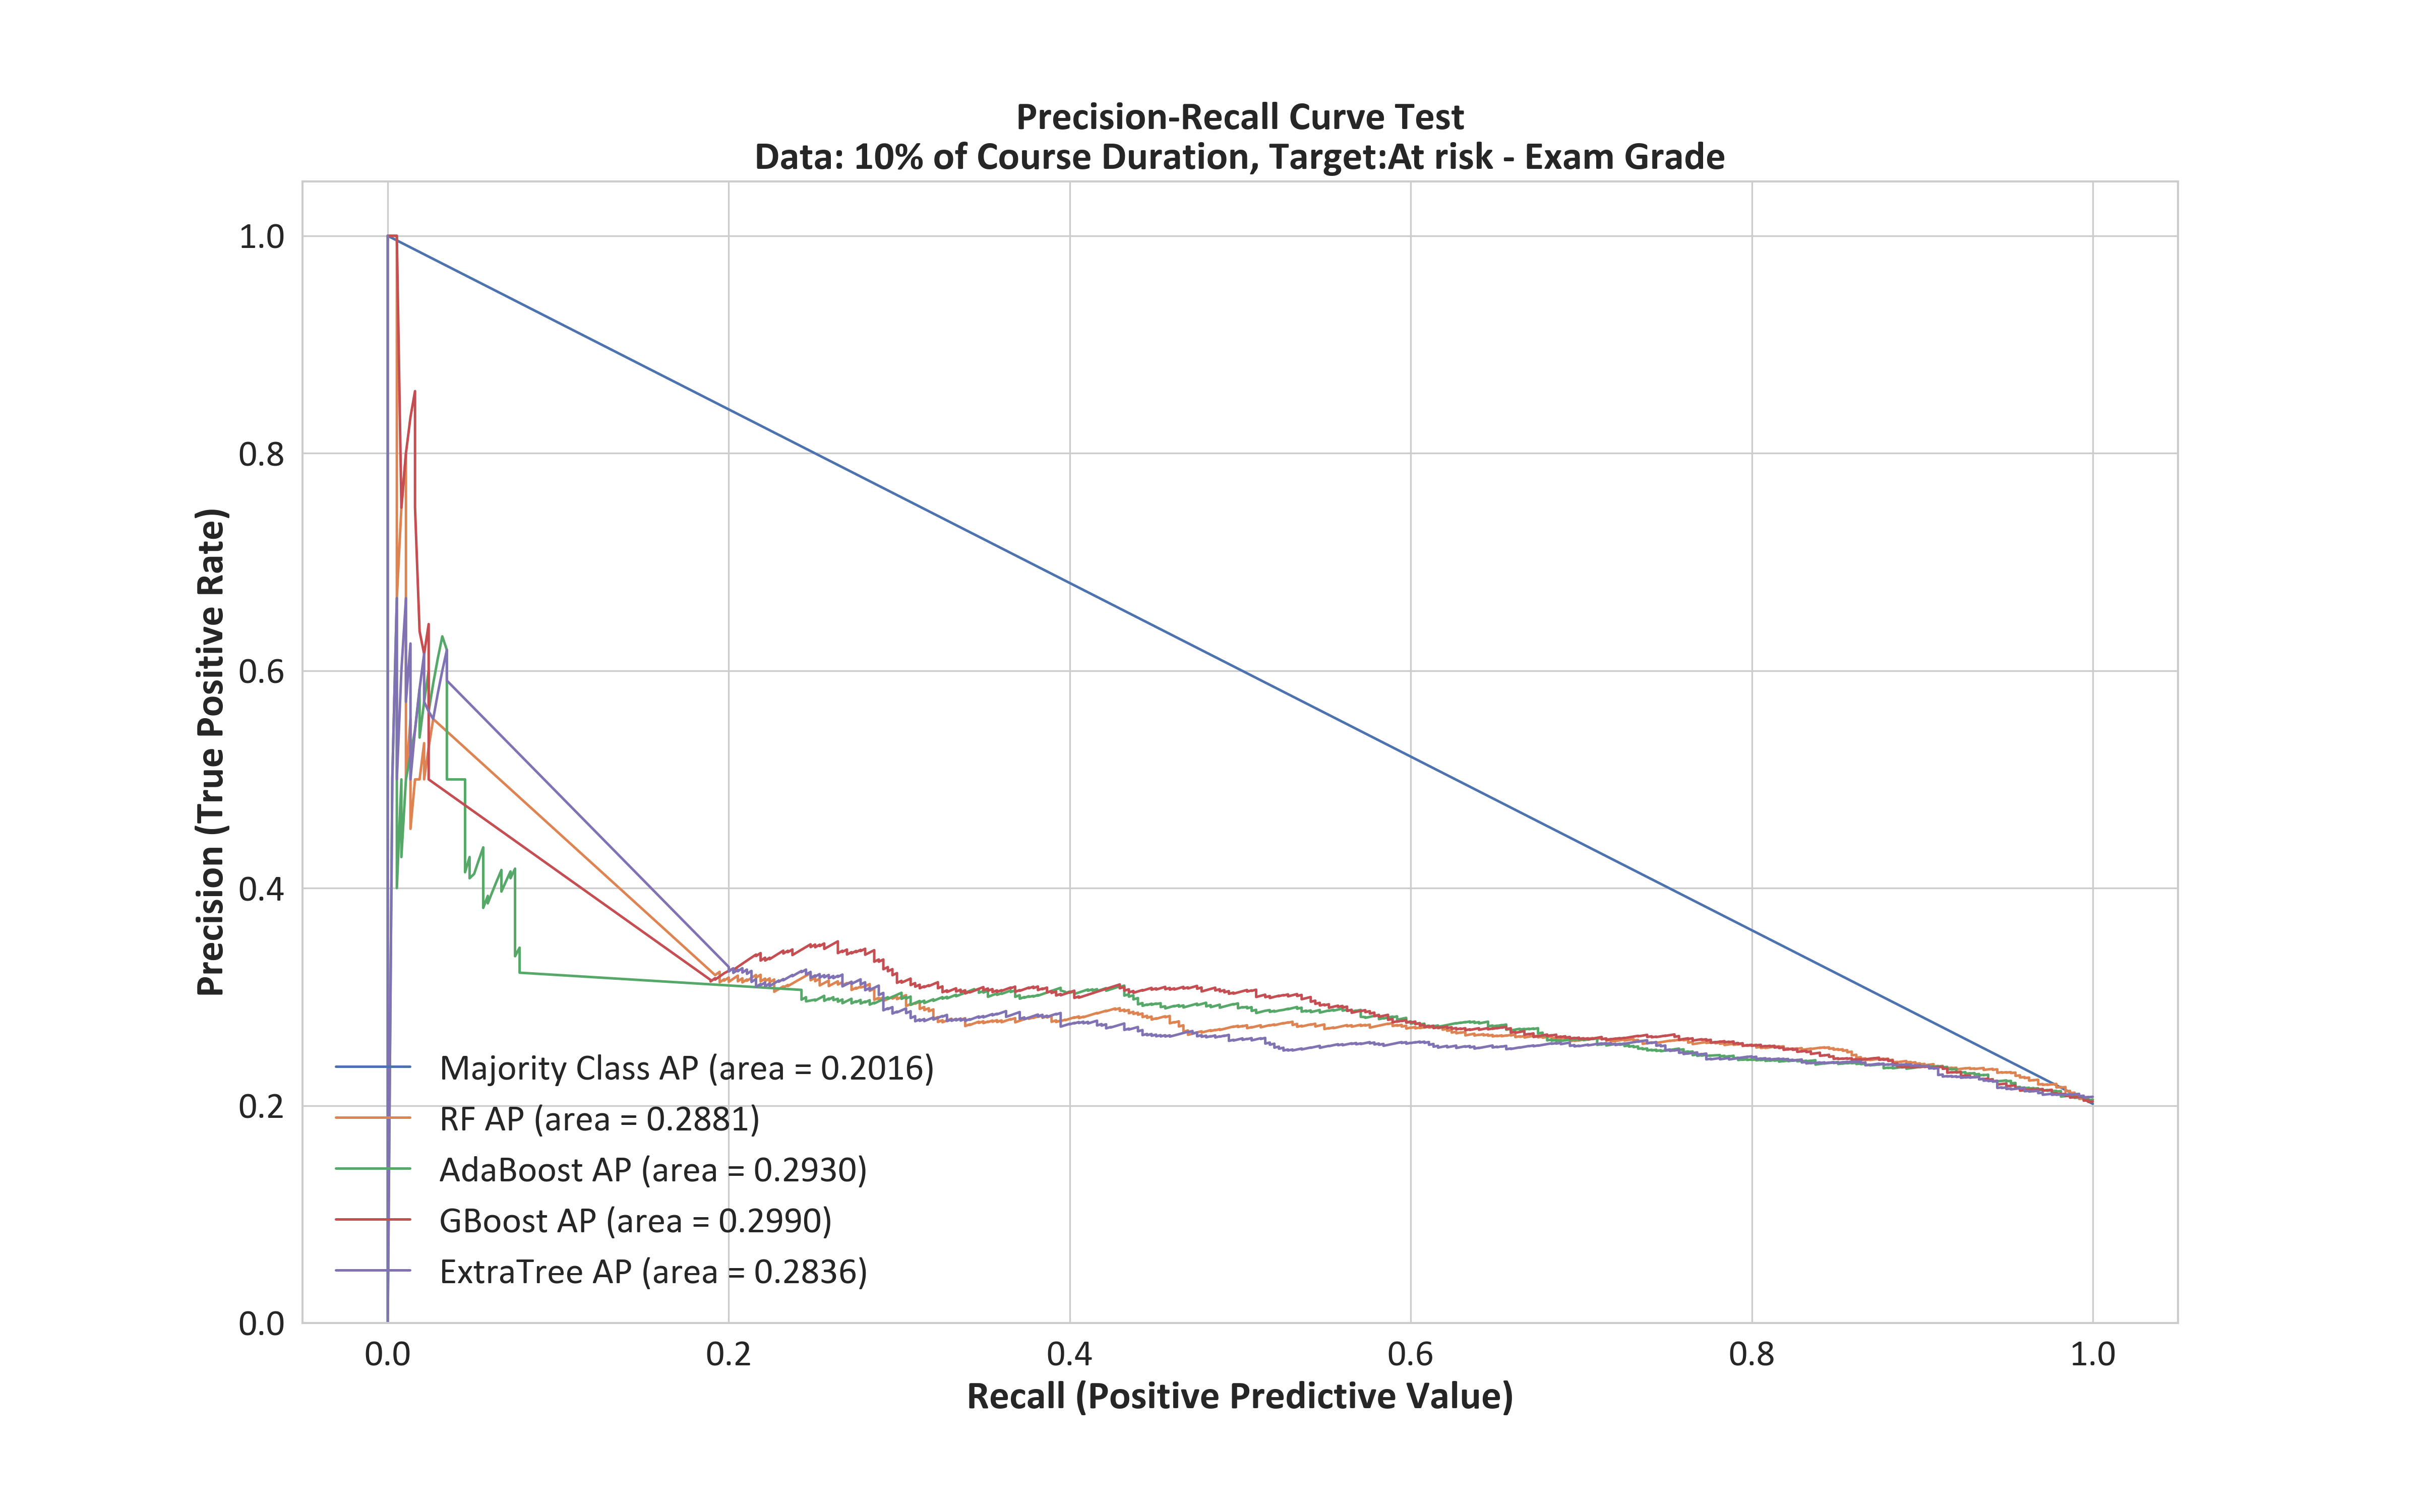 Precision-Recall Curve Test
Data: 10% of Course Duration, Target:At risk - Exam Grade
Precision (True Positive Rate)
1.0
0.8
0.6
0.4
0.2
0.0
Majority Class AP (area = 0.2016)
RF AP (area = 0.2881)
AdaBoost AP (area = 0.2930)
GBoost AP (area = 0.2990)
ExtraTree AP (area = 0.2836)
0.0 0.2 0.4 0.6 0.8 1.0
Recall (Positive Predictive Value)